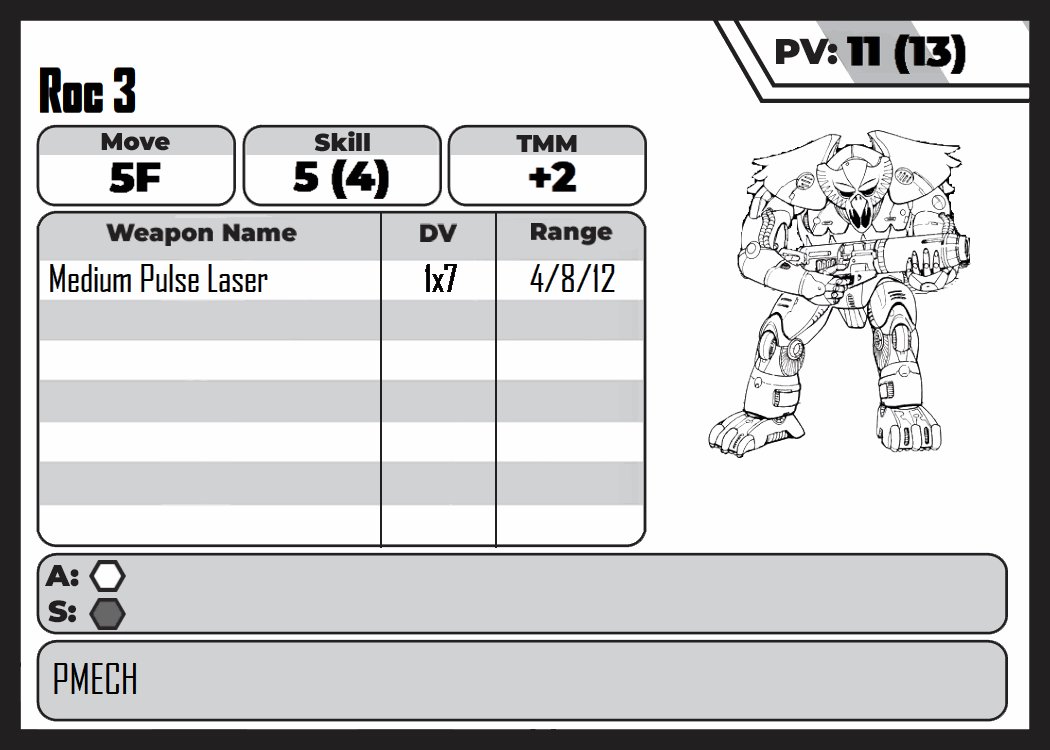 PV: 11 (13)
Roc 3
Move Skill TMM
5F 5 (4) +2
Weapon Name DV Range
Medium Pulse Laser 1x7 4/8/12
A:
S:
PMECH